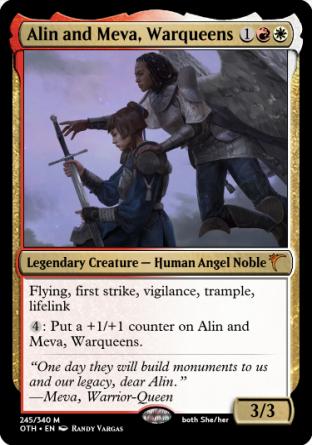 Alin and Meva, Warqueens 1
Legendary Creature — Human Angel Noble
Flying, first strike, vigilance, trample,
lifelink
4: Put a +1/+1 counter on Alin and
Meva, Warqueens.
“One day they will build monuments to us
and our legacy, dear Alin.”
—Meva, Warrior-Queen
3/3
245/340 M
OTH • EN RANDY VARGAS
both She/her